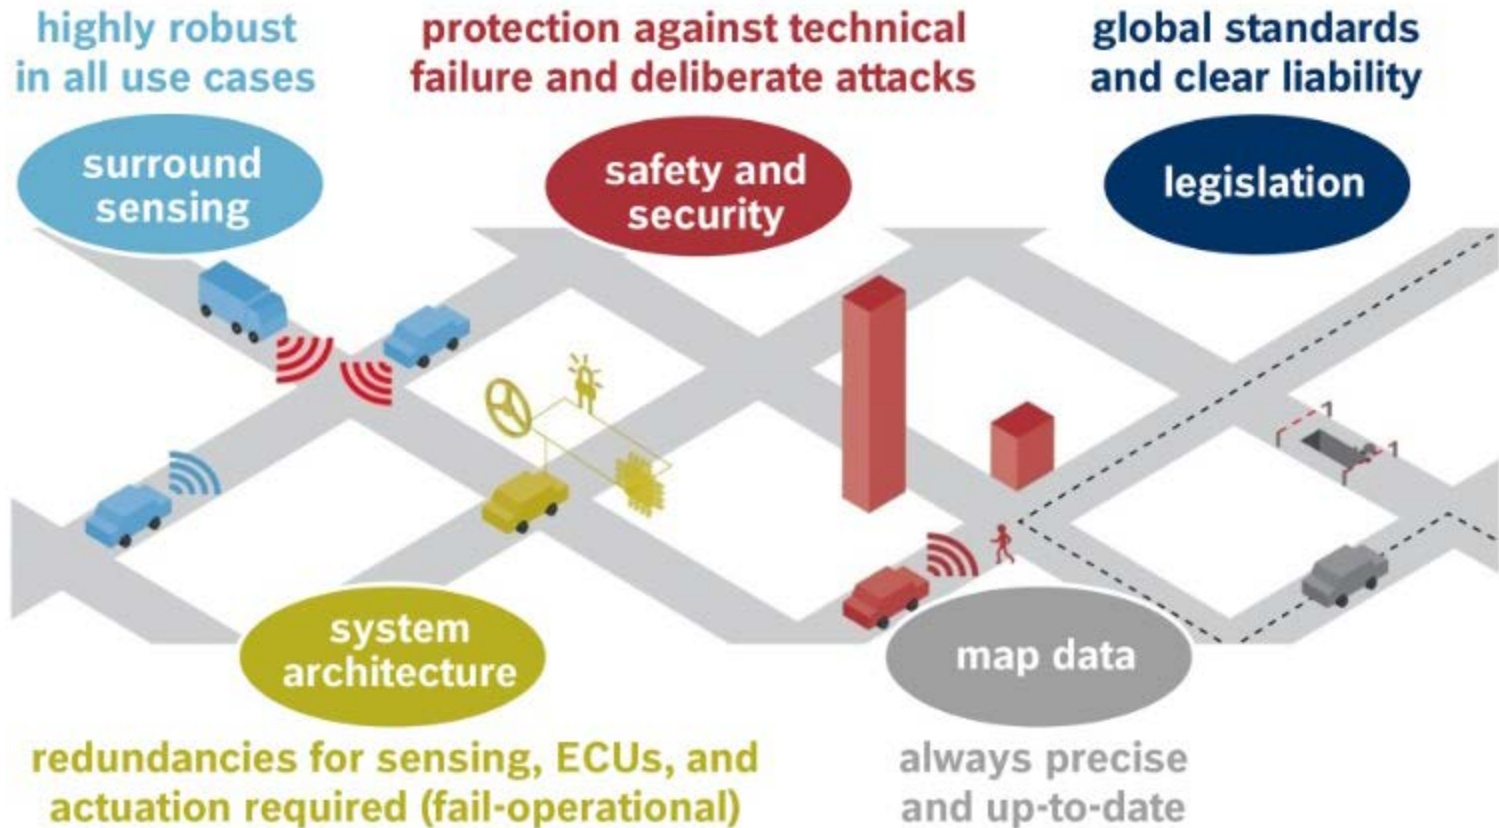 highly robust
in all use cases
surround
sensing
protection against technical
failure and deliberate attacks
safety and
security
global standards
and clear liability
legislation
system
architecture
redundancies for sensing, ECUs, and
actuation required (fail-operational)
map data
always precise
and up-to-date